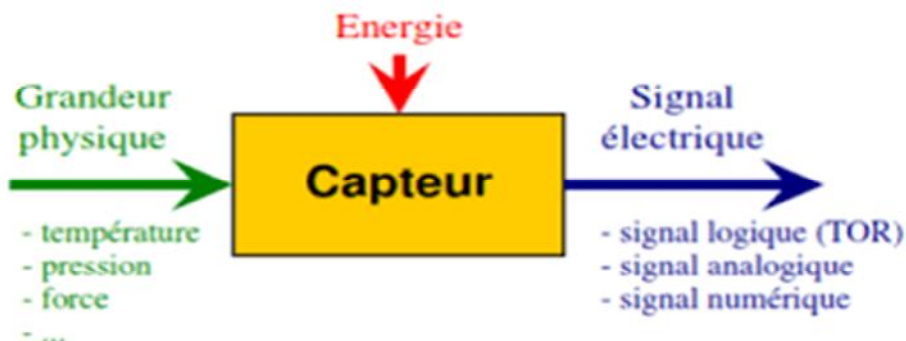 Energie
Grandeur
physique
Signal
électrique
Capteur
- température
- pression
- force
- ...
- signal logique (TOR)
- signal analogique
- signal numérique